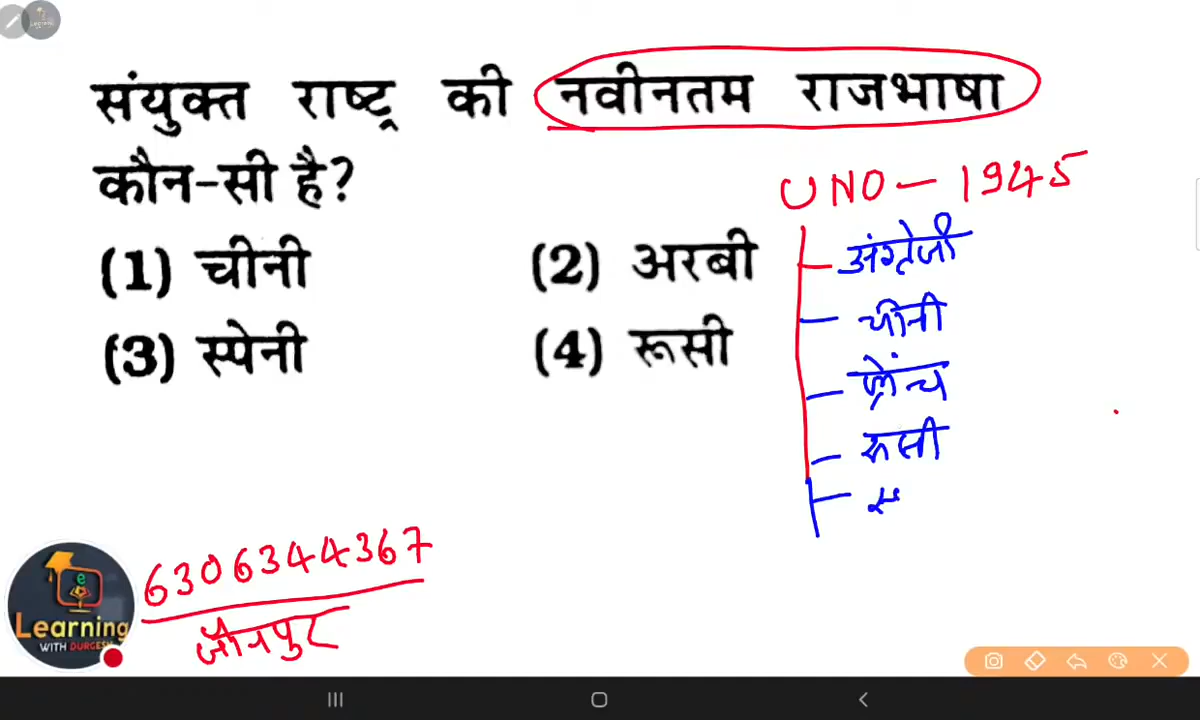 संयुक्त राष्ट्र की नवीनतम राजभाषा
कौन-सी है?
(1) चीनी (2) अरबी
(3) स्पेनी (4) रूसी
UNO - 1945
अंग्रेजी
चीनी
फ्रेंच
रूसी
6306344367
जौनपुर
Learning
WITH DURGESH